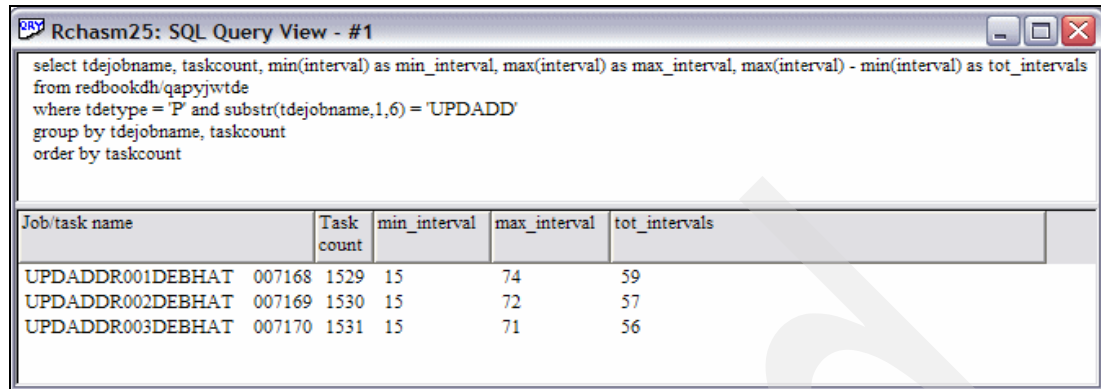 QRY Rchasm25: SQL Query View - #1
select tdejobname, taskcount, min(interval) as min_interval, max(interval) as max_interval, max(interval) - min(interval) as tot_intervals
from redbookdh/qapyjwtde
where tdetype = 'P' and substr(tdejobname,1,6) = 'UPDADD'
group by tdejobname, taskcount
order by taskcount
Job/task name Task count min_interval max_interval tot_intervals
UPDADDR001DEBHAT 007168 1529 15 74 59
UPDADDR002DEBHAT 007169 1530 15 72 57
UPDADDR003DEBHAT 007170 1531 15 71 56